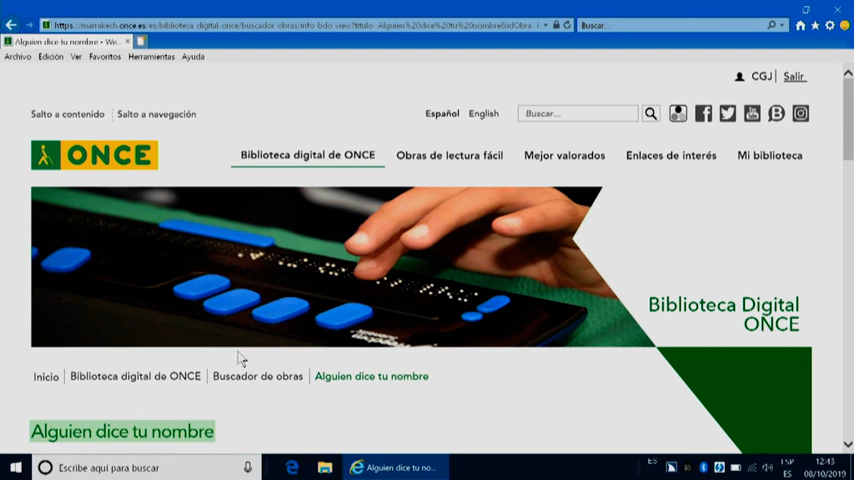 https://marrakech.once.es/es/biblioteca-digital-once/buscador-obras/info_bdo_view?titulo=Alguien%20dice%20tu%20nombre&idObra
Buscar...
Alguien dice tu nombre • We...
Archivo Edición Ver Favoritos Herramientas Ayuda
CGJ Salir
Salto a contenido Salto a navegación
Español English Buscar...
ONCE
Biblioteca digital de ONCE Obras de lectura fácil Mejor valorados Enlaces de interés Mi biblioteca
Biblioteca Digital
ONCE
Inicio Biblioteca digital de ONCE Buscador de obras Alguien dice tu nombre
Alguien dice tu nombre
Escribe aquí para buscar
Alguien dice tu no...
ES
ESP
ES
12:43
08/10/2019